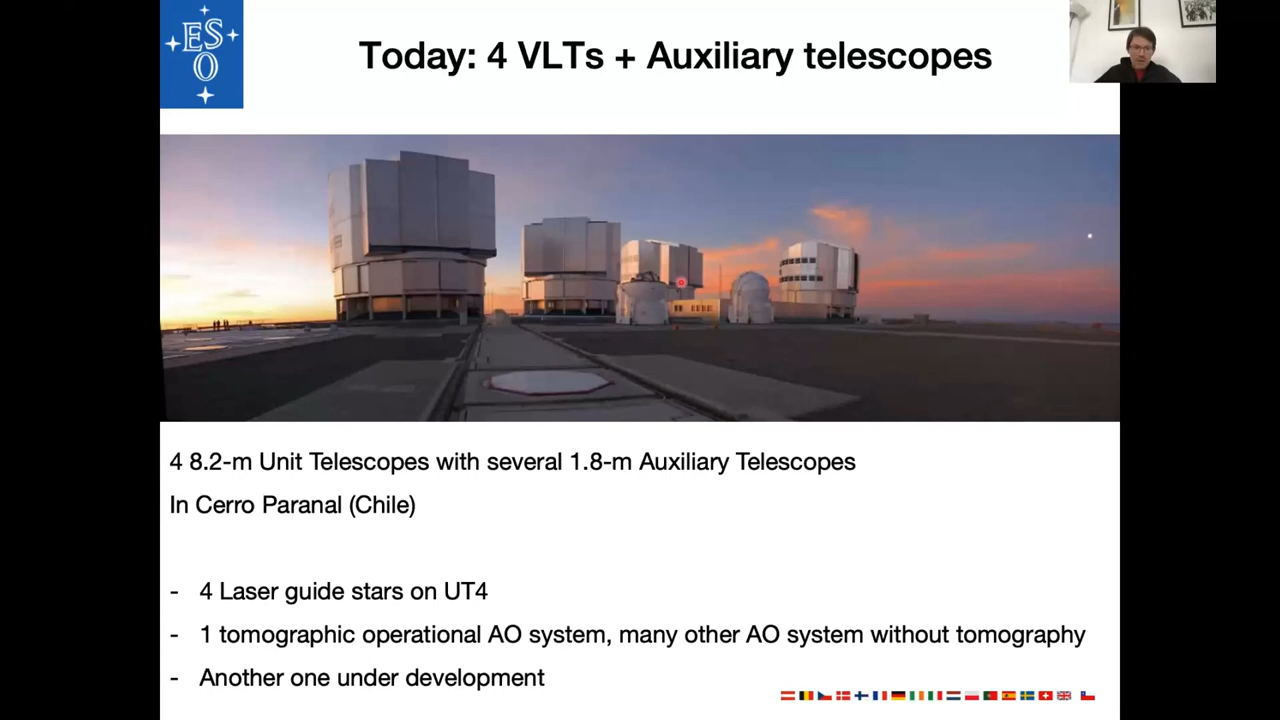 ESO
Today: 4 VLTs + Auxiliary telescopes
4 8.2-m Unit Telescopes with several 1.8-m Auxiliary Telescopes
In Cerro Paranal (Chile)
- 4 Laser guide stars on UT4
- 1 tomographic operational AO system, many other AO system without tomography
- Another one under development